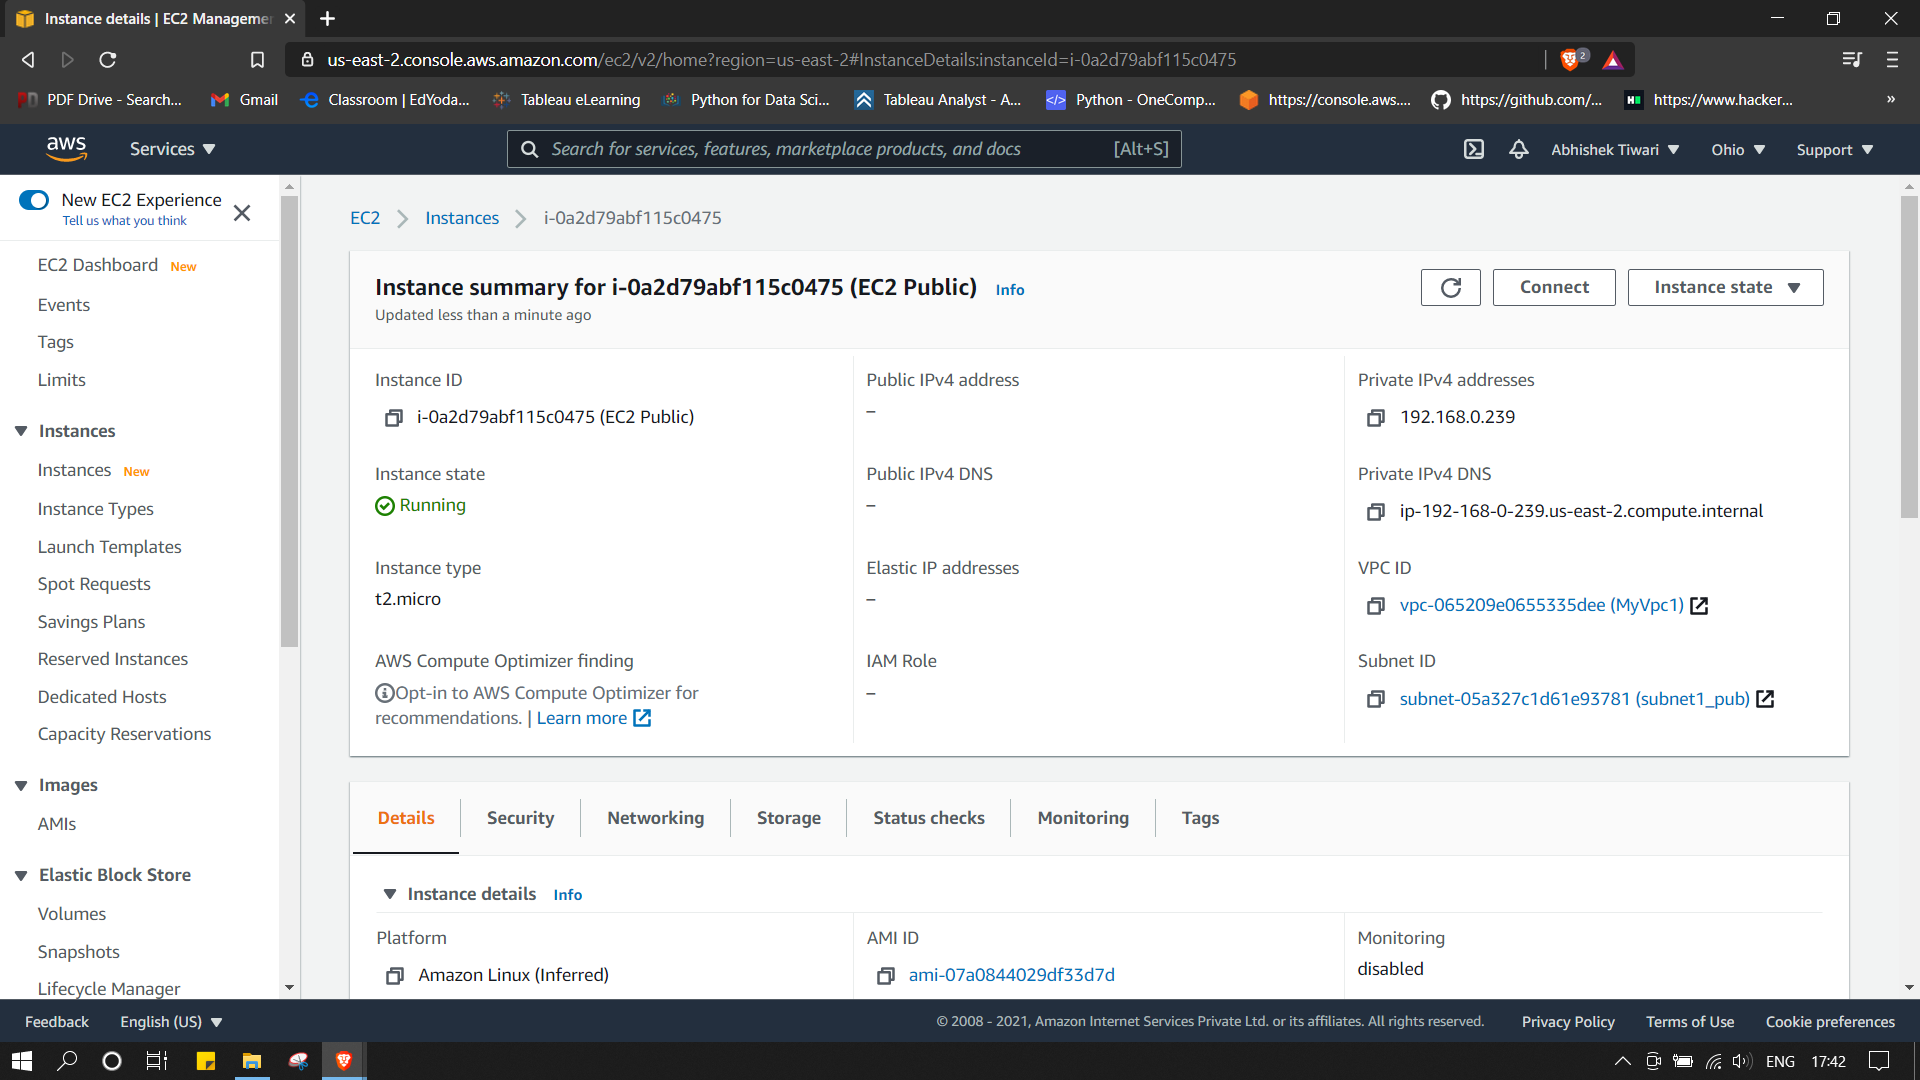 Instance details | EC2 Manageme
us-east-2.console.aws.amazon.com/ec2/v2/home?region=us-east-2#InstanceDetails:instanceId=i-0a2d79abf115c0475
2
PDF Drive - Search...
Gmail
Classroom | EdYoda...
Tableau eLearning
Python for Data Sci...
Tableau Analyst - A...
Python - OneComp...
https://console.aws....
https://github.com/...
https://www.hacker...
»
aws
Services
Search for services, features, marketplace products, and docs
[Alt+S]
Abhishek Tiwari
Ohio
Support
New EC2 Experience
Tell us what you think
EC2 Dashboard New
Events
Tags
Limits
Instances
Instances New
Instance Types
Launch Templates
Spot Requests
Savings Plans
Reserved Instances
Dedicated Hosts
Capacity Reservations
Images
AMIs
Elastic Block Store
Volumes
Snapshots
Lifecycle Manager
EC2 > Instances > i-0a2d79abf115c0475
Instance summary for i-0a2d79abf115c0475 (EC2 Public) Info
Updated less than a minute ago
Connect
Instance state
Instance ID
i-0a2d79abf115c0475 (EC2 Public)
Public IPv4 address
–
Private IPv4 addresses
192.168.0.239
Instance state
Running
Public IPv4 DNS
–
Private IPv4 DNS
ip-192-168-0-239.us-east-2.compute.internal
Instance type
t2.micro
Elastic IP addresses
–
VPC ID
vpc-065209e0655335dee (MyVpc1)
AWS Compute Optimizer finding
Opt-in to AWS Compute Optimizer for
recommendations. | Learn more
IAM Role
–
Subnet ID
subnet-05a327c1d61e93781 (subnet1_pub)
Details
Security
Networking
Storage
Status checks
Monitoring
Tags
Instance details Info
Platform
Amazon Linux (Inferred)
AMI ID
ami-07a0844029df33d7d
Monitoring
disabled
Feedback
English (US)
© 2008 - 2021, Amazon Internet Services Private Ltd. or its affiliates. All rights reserved.
Privacy Policy
Terms of Use
Cookie preferences
ENG
17:42